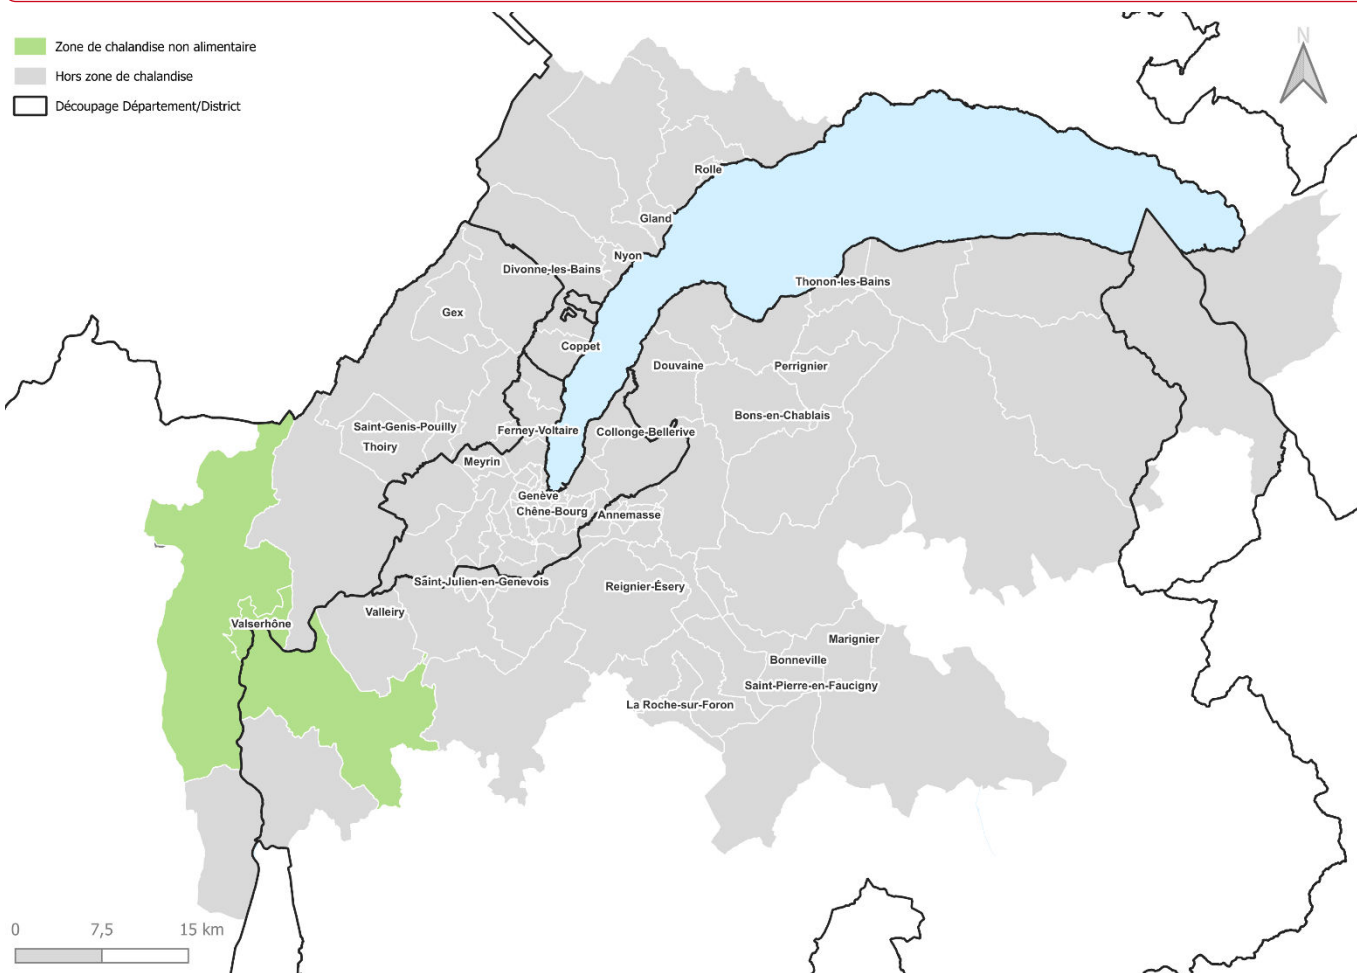 Zone de chalandise non alimentaire
Hors zone de chalandise
Découpage Département/District
N
Rolle
Gland
Nyon
Divonne-les-Bains
Thonon-les-Bains
Gex
Coppet
Douvaine
Perrignier
Bons-en-Chablais
Saint-Genis-Pouilly
Ferney-Voltaire
Collonge-Bellerive
Thoiry
Meyrin
Genève
Chêne-Bourg
Annemasse
Saint-Julien-en-Genevois
Reignier-Ésery
Valleiry
Valserhône
Marignier
Bonneville
Saint-Pierre-en-Faucigny
La Roche-sur-Foron
0 7,5 15 km